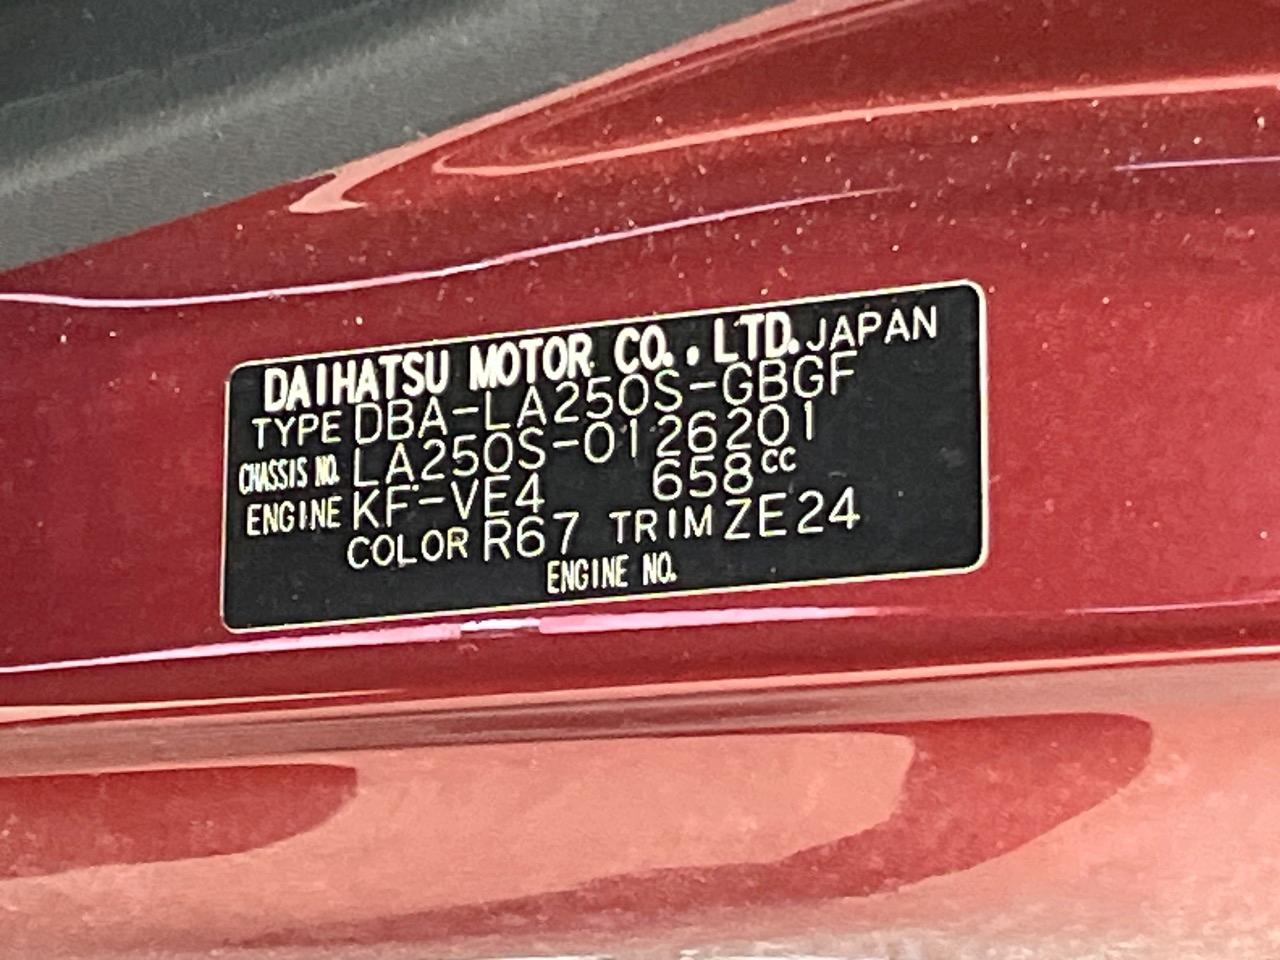 DAIHATSU MOTOR CO., LTD. JAPAN
TYPE DBA-LA250S-GBGF
CHASSIS NO. LA250S-0126201
ENGINE KF-VE4 658cc
COLOR R67 TRIM ZE24
ENGINE NO.